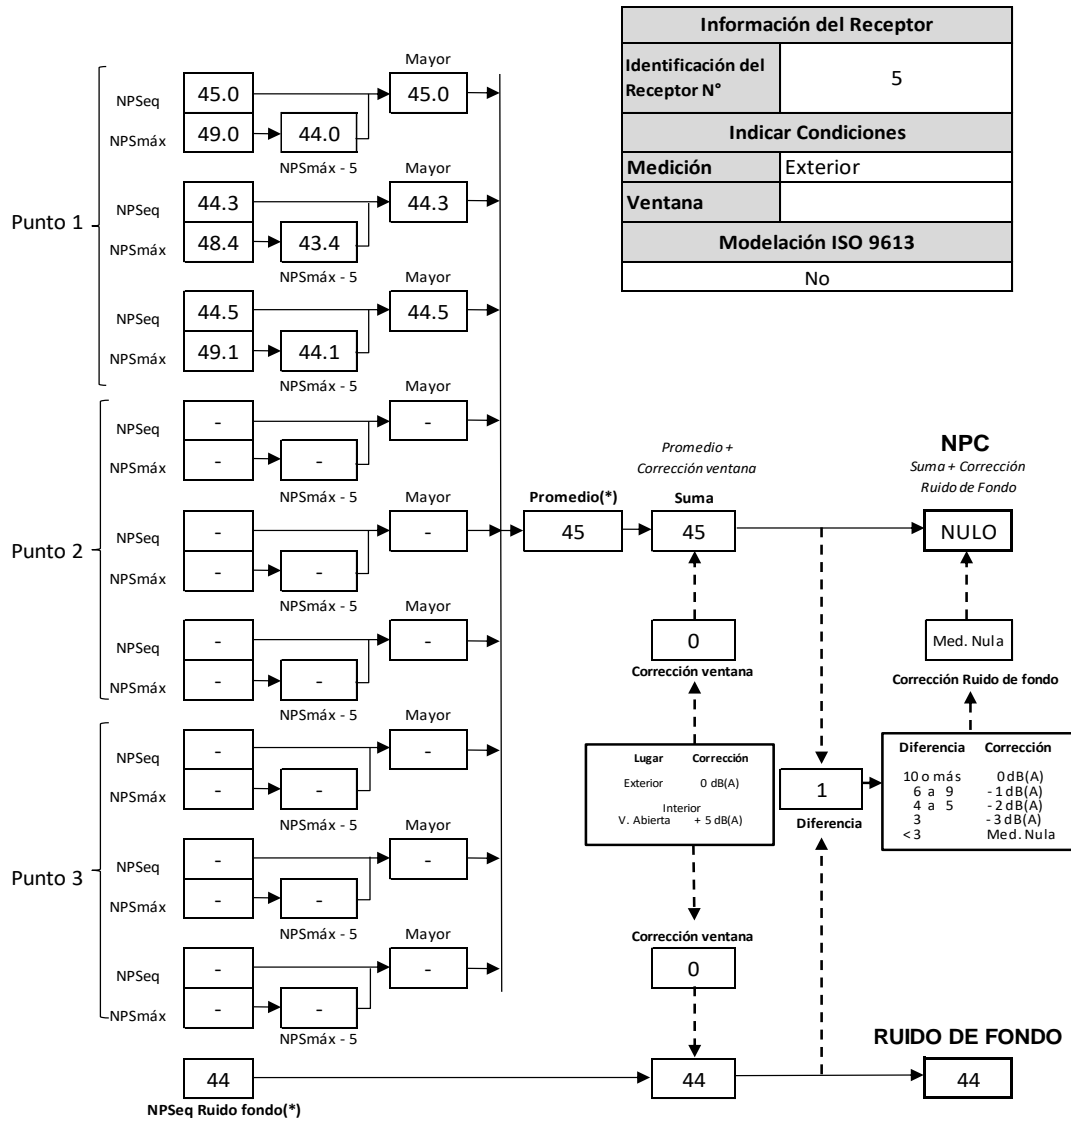 Información del Receptor
Identificación del
Receptor N°
5
Indicar Condiciones
Medición Exterior
Ventana
Modelación ISO 9613
No
Punto 1
Mayor
NPSeq 45.0 45.0
NPSmáx 49.0 44.0
NPSmáx - 5
Mayor
NPSeq 44.3 44.3
NPSmáx 48.4 43.4
NPSmáx - 5
Mayor
NPSeq 44.5 44.5
NPSmáx 49.1 44.1
NPSmáx - 5
Punto 2
Mayor
NPSeq - -
NPSmáx - -
NPSmáx - 5
Mayor
NPSeq - -
NPSmáx - -
NPSmáx - 5
Mayor
NPSeq - -
NPSmáx - -
NPSmáx - 5
Punto 3
Mayor
NPSeq - -
NPSmáx - -
NPSmáx - 5
Mayor
NPSeq - -
NPSmáx - -
NPSmáx - 5
Mayor
NPSeq - -
NPSmáx - -
NPSmáx - 5
Promedio(*)
45
Promedio +
Corrección ventana
Suma
45
0
Corrección ventana
NPC
Suma + Corrección
Ruido de Fondo
NULO
Med. Nula
Corrección Ruido de fondo
Lugar Corrección
Exterior 0 dB(A)
Interior
V. Abierta + 5 dB(A)
1
Diferencia
Diferencia Corrección
10 o más 0 dB(A)
6 a 9 - 1 dB(A)
4 a 5 - 2 dB(A)
3 - 3 dB(A)
< 3 Med. Nula
Corrección ventana
0
44
NPSeq Ruido fondo(*)
44
RUIDO DE FONDO
44